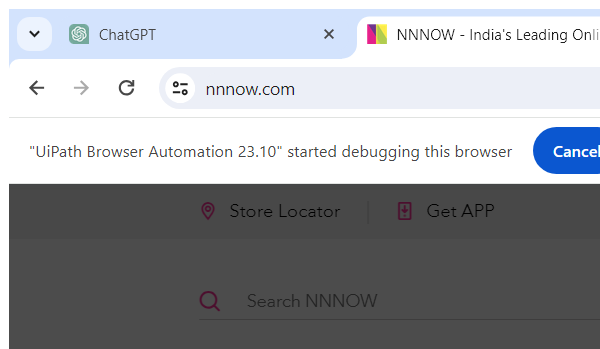 ChatGPT
NNNOW - India's Leading Onli
nnnow.com
"UiPath Browser Automation 23.10" started debugging this browser
Cancel
Store Locator
Get APP
Search NNNOW